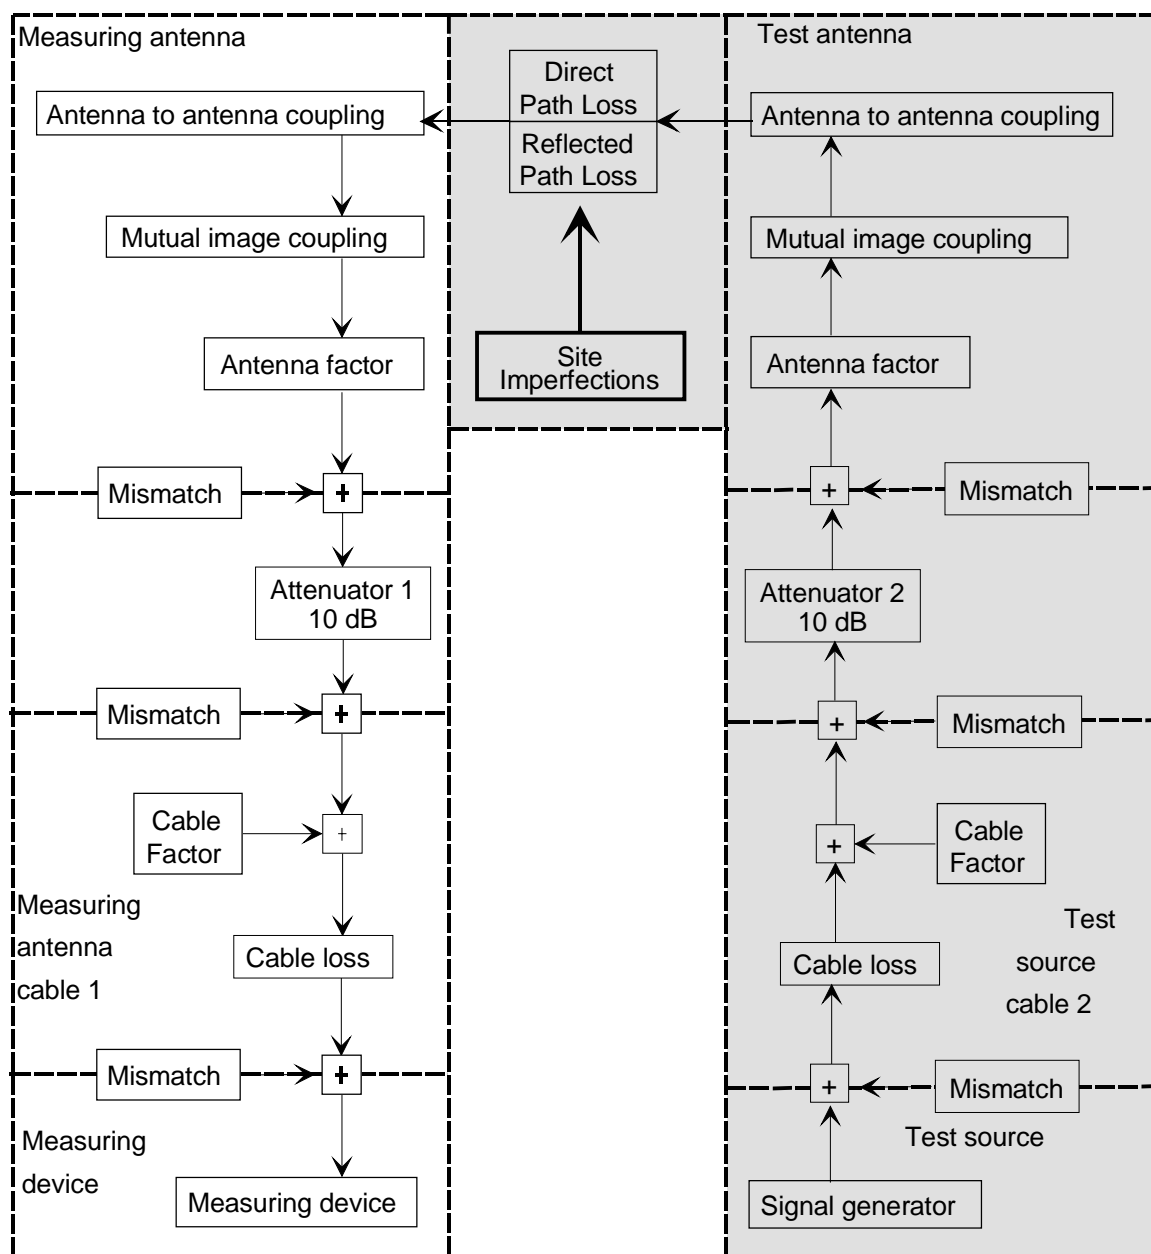 Measuring antenna
Antenna to antenna coupling
Mutual image coupling
Antenna factor
Mismatch
+
Attenuator 1
10 dB
Mismatch
+
Cable
Factor
+
Measuring
antenna
cable 1
Cable loss
Mismatch
+
Measuring
device
Measuring device
Direct
Path Loss
Reflected
Path Loss
Site
Imperfections
Test antenna
Antenna to antenna coupling
Mutual image coupling
Antenna factor
+
Mismatch
Attenuator 2
10 dB
+
Mismatch
+
Cable
Factor
Test
source
cable 2
Cable loss
+
Mismatch
Test source
Signal generator